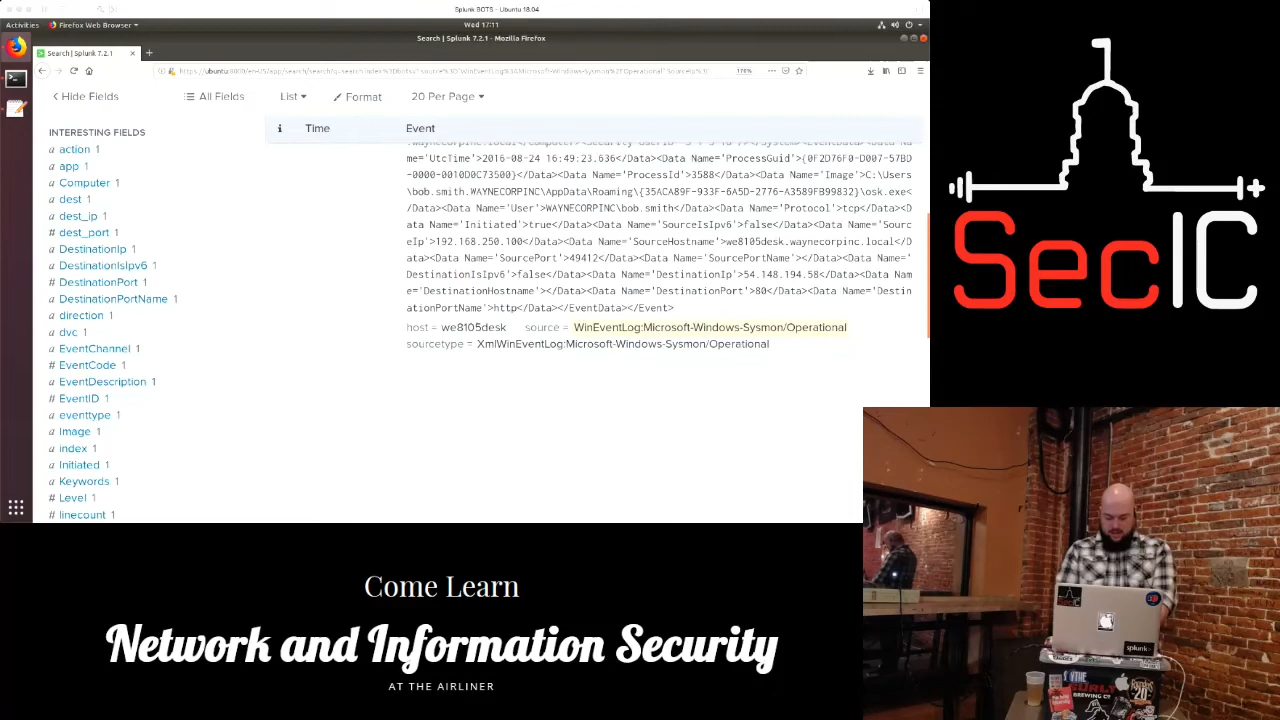 Splunk BOTS - Ubuntu 18.04
Activities
Firefox Web Browser
Wed 17:11
Search | Splunk 7.2.1 - Mozilla Firefox
Search | Splunk 7.2.1
170%
Hide Fields
All Fields
List
Format
20 Per Page
i
Time
Event
INTERESTING FIELDS
a action 1
a app 1
a Computer 1
a dest 1
a dest_ip 1
# dest_port 1
a DestinationIp 1
a DestinationIsIpv6 1
# DestinationPort 1
a DestinationPortName 1
a direction 1
a dvc 1
a EventChannel 1
# EventCode 1
a EventDescription 1
# EventID 1
a eventtype 1
a Image 1
a index 1
a Initiated 1
a Keywords 1
# Level 1
# linecount 1
me='UtcTime'>2016-08-24 16:49:23.636</Data><Data Name='ProcessGuid'>{0F2D76F0-D007-57BD
-0000-0010D0C73500}</Data><Data Name='ProcessId'>3588</Data><Data Name='Image'>C:\Users
\bob.smith.WAYNECORPINC\AppData\Roaming\{35ACA89F-933F-6A5D-2776-A3589FB99832}\osk.exe<
/Data><Data Name='User'>WAYNECORPINC\bob.smith</Data><Data Name='Protocol'>tcp</Data><D
ata Name='Initiated'>true</Data><Data Name='SourceIsIpv6'>false</Data><Data Name='Sourc
eIp'>192.168.250.100</Data><Data Name='SourceHostname'>we8105desk.waynecorpinc.local</D
ata><Data Name='SourcePort'>49412</Data><Data Name='SourcePortName'></Data><Data Name='
DestinationIsIpv6'>false</Data><Data Name='DestinationIp'>54.148.194.58</Data><Data Nam
e='DestinationHostname'></Data><Data Name='DestinationPort'>80</Data><Data Name='Destin
ationPortName'>http</Data></EventData></Event>
host = we8105desk source = WinEventLog:Microsoft-Windows-Sysmon/Operational
sourcetype = XmlWinEventLog:Microsoft-Windows-Sysmon/Operational
SecIC
splunk>
Come Learn
Network and Information Security
AT THE AIRLINER